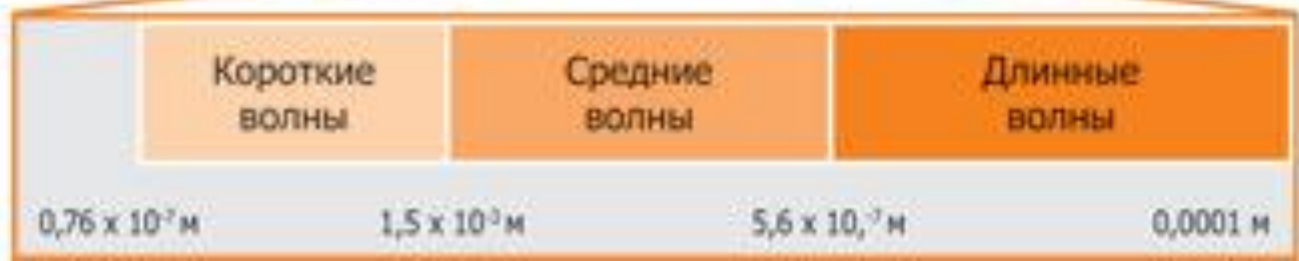 Короткие
волны
Средние
волны
Длинные
волны
0,76 x 10⁻⁷ м
1,5 x 10⁻³ м
5,6 x 10,⁻⁷ м
0,0001 м